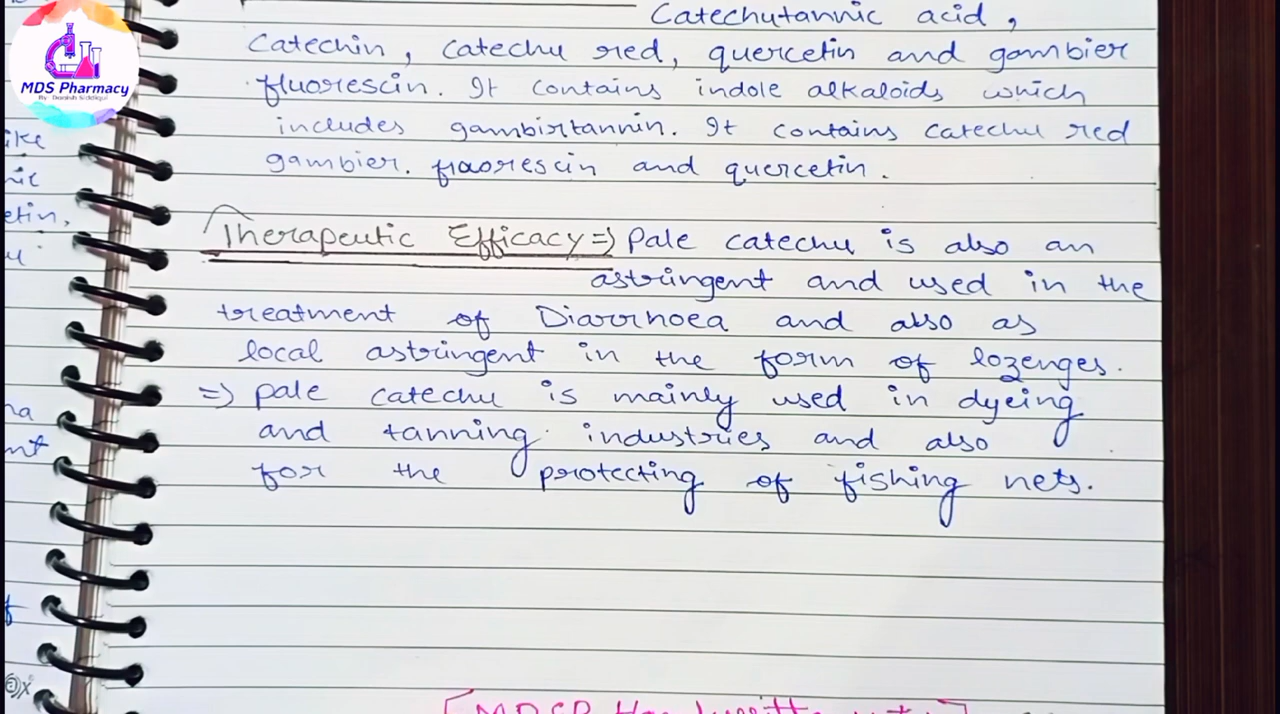 MDS Pharmacy
By Danish Siddiqui
Catechutannic acid,
Catechin, catechu red, quercetin and gambier
fluorescin. It contains indole alkaloids which
includes gambirtannin. It contains catechu red
gambier. fluorescin and quercetin.
Therapeutic Efficacy => Pale catechu is also an
astringent and used in the
treatment of Diarrhoea and also as
local astringent in the form of lozenges.
=> pale catechu is mainly used in dyeing
and tanning industries and also
for the protecting of fishing nets.